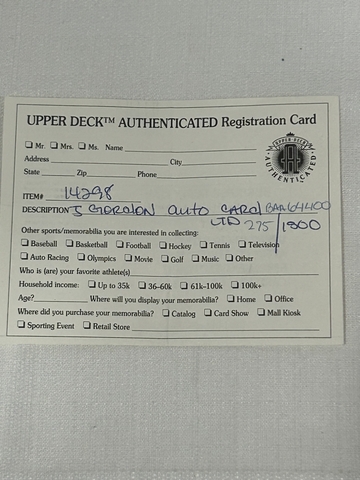 UPPER DECK™ AUTHENTICATED Registration Card
UPPER DECK AUTHENTICATED
☐ Mr. ☐ Mrs. ☐ Ms. Name
Address City
State Zip Phone
ITEM# 14298
DESCRIPTION J GORDON auto CARD BAR64400
LTD 275/1500
Other sports/memorabilia you are interested in collecting:
☐ Baseball ☐ Basketball ☐ Football ☐ Hockey ☐ Tennis ☐ Television
☐ Auto Racing ☐ Olympics ☐ Movie ☐ Golf ☐ Music ☐ Other
Who is (are) your favorite athlete(s)
Household income: ☐ Up to 35k ☐ 36-60k ☐ 61k-100k ☐ 100k+
Age? Where will you display your memorabilia? ☐ Home ☐ Office
Where did you purchase your memorabilia? ☐ Catalog ☐ Card Show ☐ Mall Kiosk
☐ Sporting Event ☐ Retail Store